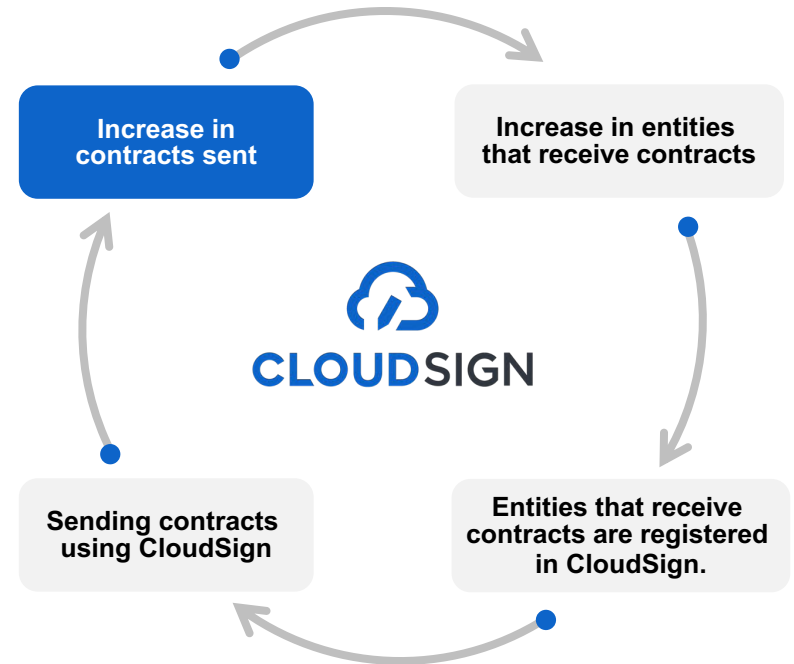 Increase in
contracts sent
Increase in entities
that receive contracts
CLOUDSIGN
Sending contracts
using CloudSign
Entities that receive
contracts are registered
in CloudSign.